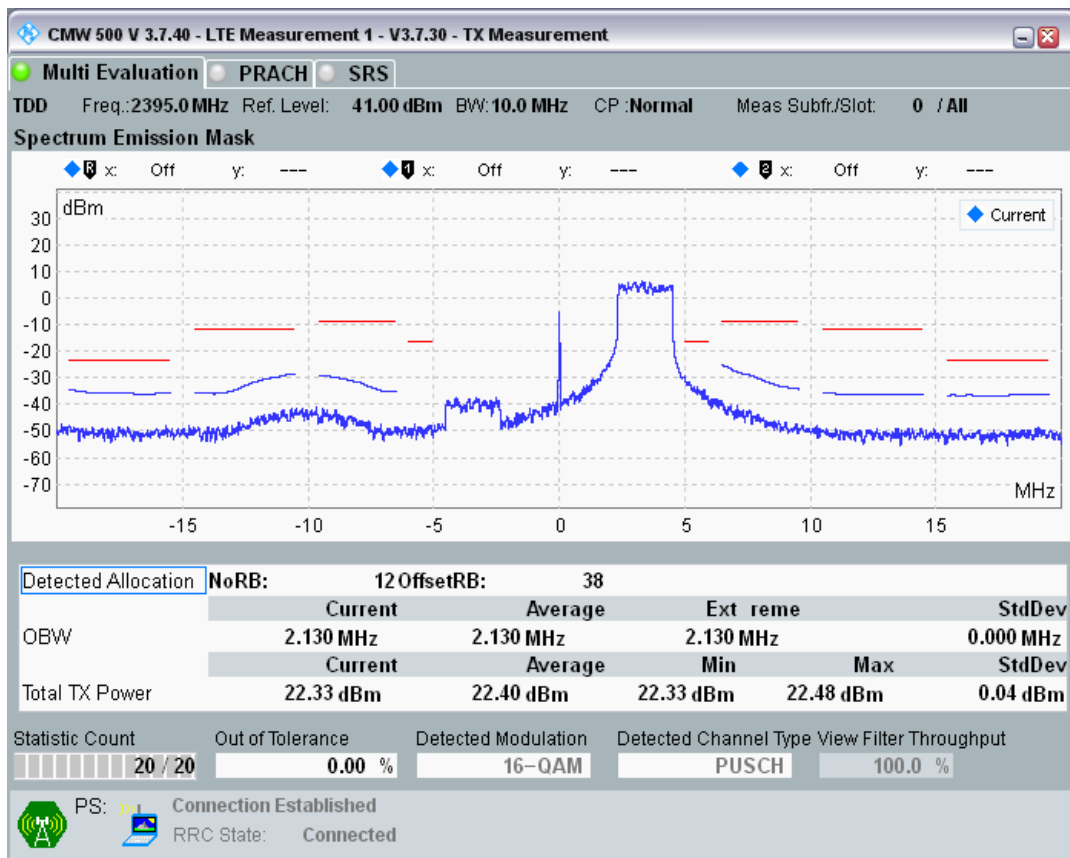 CMW 500 V 3.7.40 - LTE Measurement 1 - V3.7.30 - TX Measurement
Multi Evaluation PRACH SRS
TDD Freq.:2395.0 MHz Ref. Level: 41.00 dBm BW:10.0 MHz CP :Normal Meas Subfr./Slot: 0 / All
Spectrum Emission Mask
R x: Off y: --- 1 x: Off y: --- 2 x: Off y: ---
dBm
Current
30
20
10
0
-10
-20
-30
-40
-50
-60
-70
MHz
-15 -10 -5 0 5 10 15
Detected Allocation NoRB: 12 OffsetRB: 38
Current Average Ext reme StdDev
OBW 2.130 MHz 2.130 MHz 2.130 MHz 0.000 MHz
Current Average Min Max StdDev
Total TX Power 22.33 dBm 22.40 dBm 22.33 dBm 22.48 dBm 0.04 dBm
Statistic Count Out of Tolerance Detected Modulation Detected Channel Type View Filter Throughput
20 / 20 0.00 % 16-QAM PUSCH 100.0 %
PS: Connection Established
RRC State: Connected